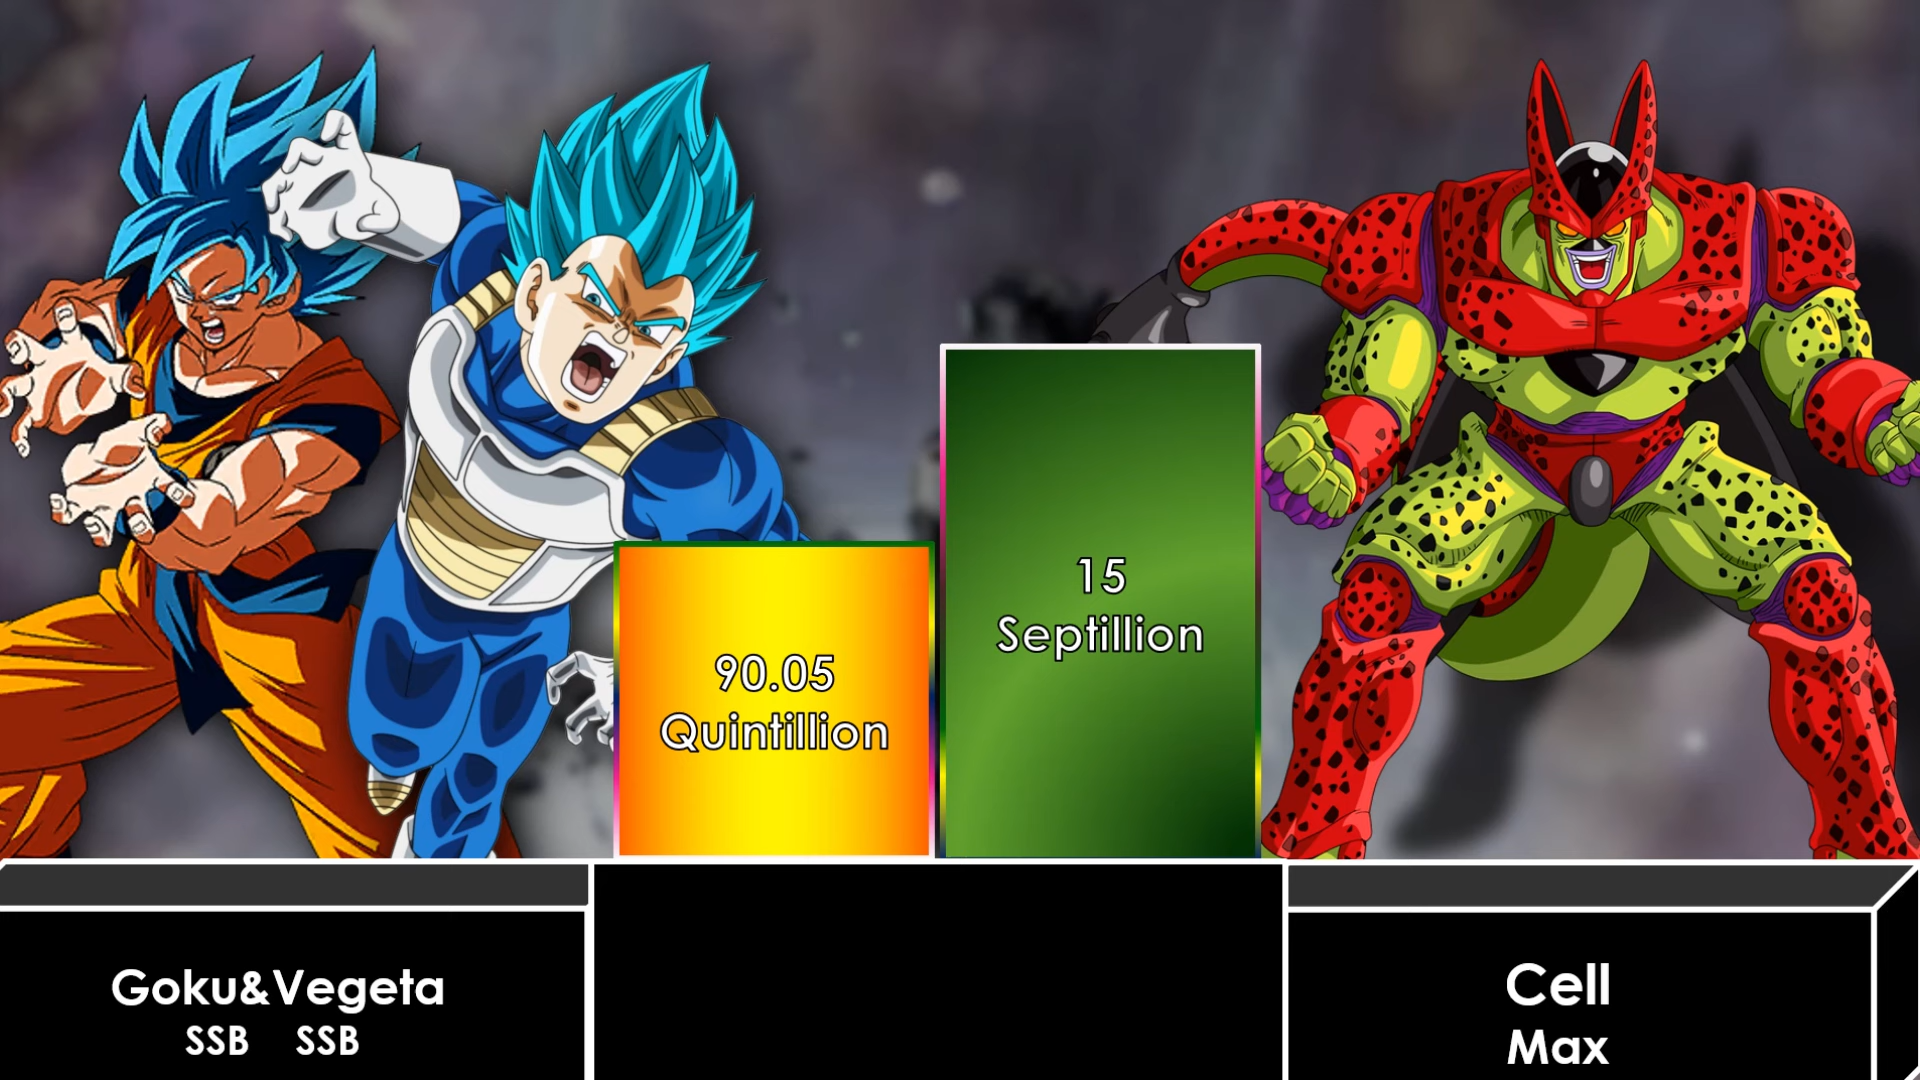 90.05
Quintillion
15
Septillion
Goku&Vegeta
SSB SSB
Cell
Max